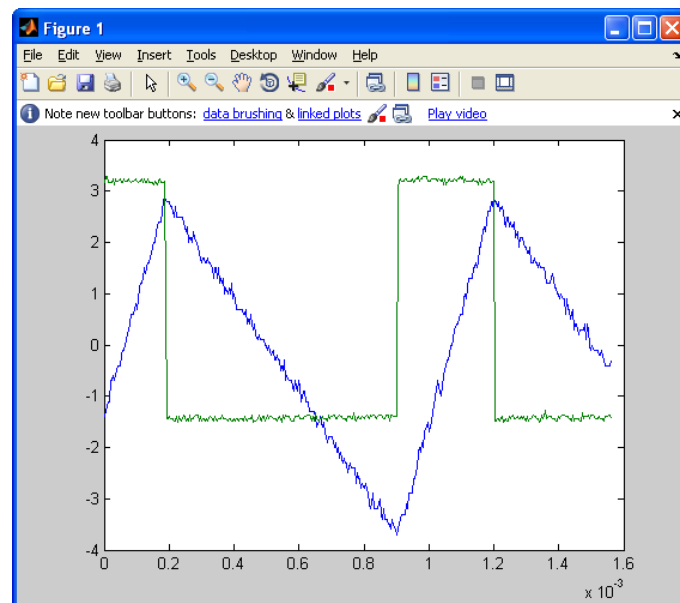 Figure 1
File Edit View Insert Tools Desktop Window Help
Note new toolbar buttons: data brushing & linked plots Play video
4
3
2
1
0
-1
-2
-3
-4
0 0.2 0.4 0.6 0.8 1 1.2 1.4 1.6
x 10⁻³